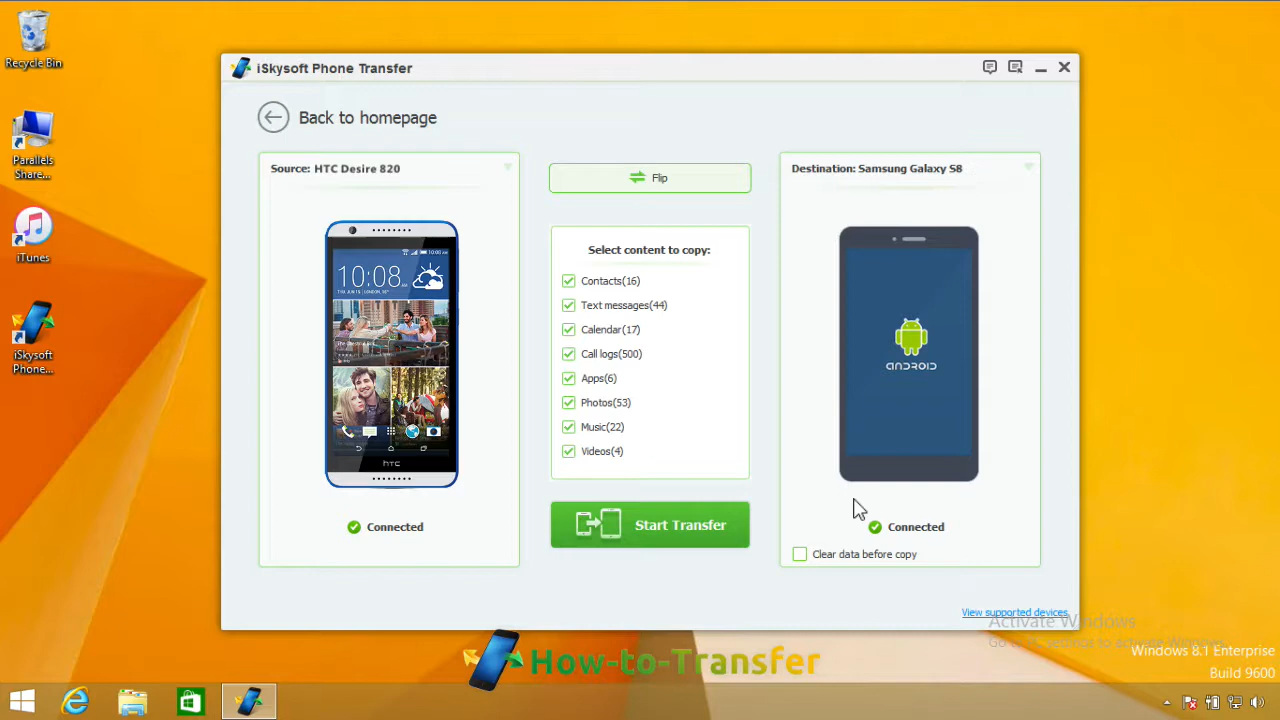 Recycle Bin
Parallels
Share...
iTunes
iSkysoft
Phone...
iSkysoft Phone Transfer
Back to homepage
Source: HTC Desire 820
10:08
htc
Connected
Flip
Select content to copy:
Contacts(16)
Text messages(44)
Calendar(17)
Call logs(500)
Apps(6)
Photos(53)
Music(22)
Videos(4)
Start Transfer
Destination: Samsung Galaxy S8
ANDROID
Connected
Clear data before copy
View supported devices
Activate Windows
How-to-Transfer
Windows 8.1 Enterprise
Build 9600